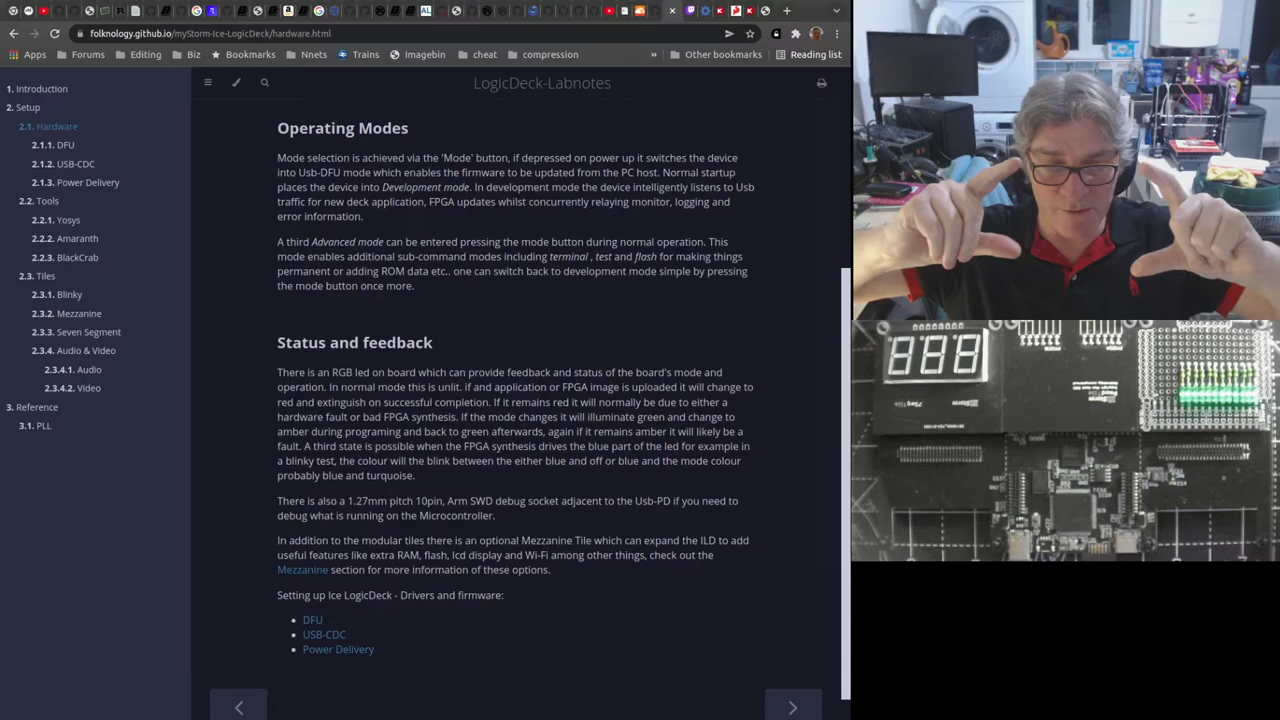 folknology.github.io/myStorm-Ice-LogicDeck/hardware.html
Apps
Forums
Editing
Biz
Bookmarks
Nnets
Trains
Imagebin
cheat
compression
»
Other bookmarks
Reading list
1. Introduction
2. Setup
2.1. Hardware
2.1.1. DFU
2.1.2. USB-CDC
2.1.3. Power Delivery
2.2. Tools
2.2.1. Yosys
2.2.2. Amaranth
2.2.3. BlackCrab
2.3. Tiles
2.3.1. Blinky
2.3.2. Mezzanine
2.3.3. Seven Segment
2.3.4. Audio & Video
2.3.4.1. Audio
2.3.4.2. Video
3. Reference
3.1. PLL
LogicDeck-Labnotes
Operating Modes
Mode selection is achieved via the 'Mode' button, if depressed on power up it switches the device
into Usb-DFU mode which enables the firmware to be updated from the PC host. Normal startup
places the device into Development mode. In development mode the device intelligently listens to Usb
traffic for new deck application, FPGA updates whilst concurrently relaying monitor, logging and
error information.
A third Advanced mode can be entered pressing the mode button during normal operation. This
mode enables additional sub-command modes including terminal , test and flash for making things
permanent or adding ROM data etc.. one can switch back to development mode simple by pressing
the mode button once more.
Status and feedback
There is an RGB led on board which can provide feedback and status of the board's mode and
operation. In normal mode this is unlit. if and application or FPGA image is uploaded it will change to
red and extinguish on successful completion. If it remains red it will normally be due to either a
hardware fault or bad FPGA synthesis. If the mode changes it will illuminate green and change to
amber during programing and back to green afterwards, again if it remains amber it will likely be a
fault. A third state is possible when the FPGA synthesis drives the blue part of the led for example in
a blinky test, the colour will the blink between the either blue and off or blue and the mode colour
probably blue and turquoise.
There is also a 1.27mm pitch 10pin, Arm SWD debug socket adjacent to the Usb-PD if you need to
debug what is running on the Microcontroller.
In addition to the modular tiles there is an optional Mezzanine Tile which can expand the ILD to add
useful features like extra RAM, flash, lcd display and Wi-Fi among other things, check out the
Mezzanine section for more information of these options.
Setting up Ice LogicDeck - Drivers and firmware:
DFU
USB-CDC
Power Delivery